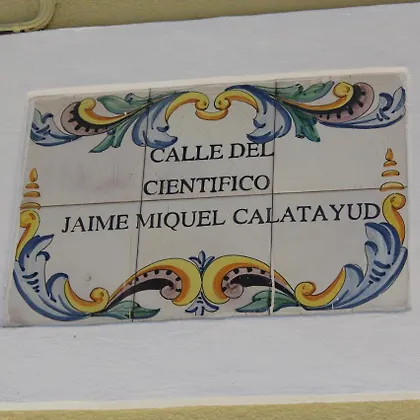 CALLE DEL
CIENTIFICO
JAIME MIQUEL CALATAYUD